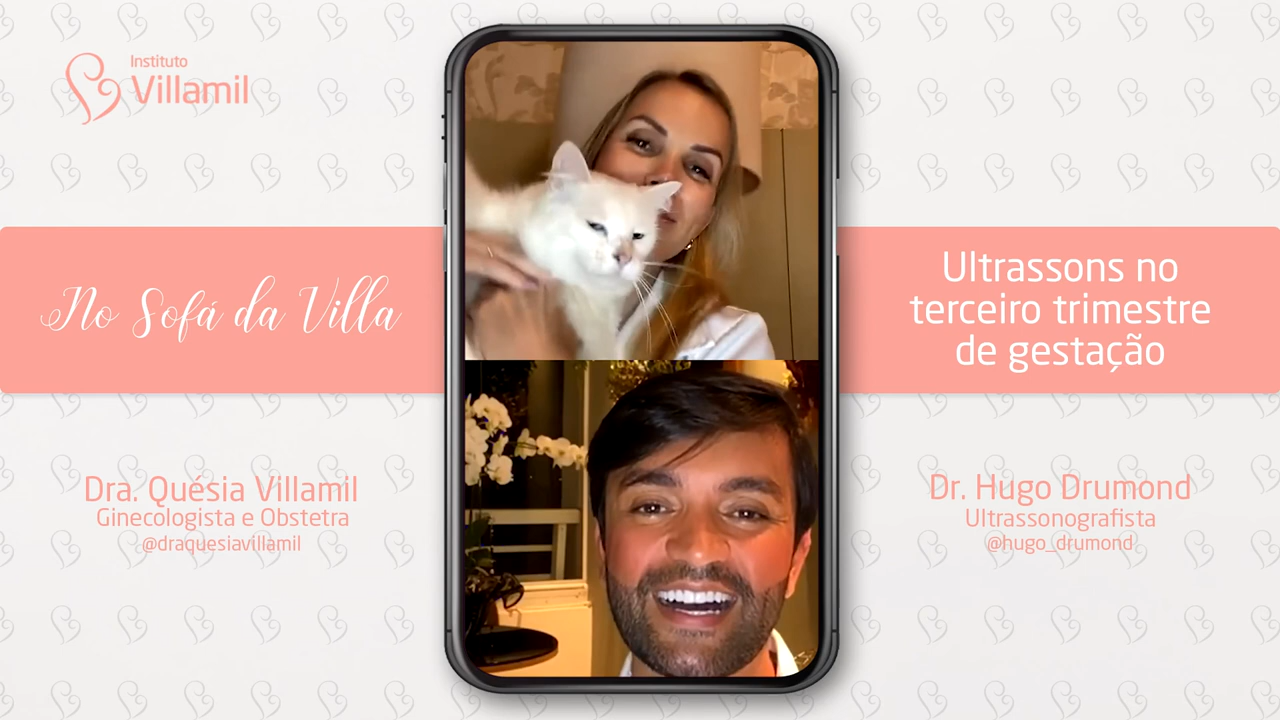 Instituto
Villamil
No Sofá da Villa
Ultrassons no
terceiro trimestre
de gestação
Dra. Quésia Villamil
Ginecologista e Obstetra
@draquesiavillamil
Dr. Hugo Drumond
Ultrassonografista
@hugo_drumond